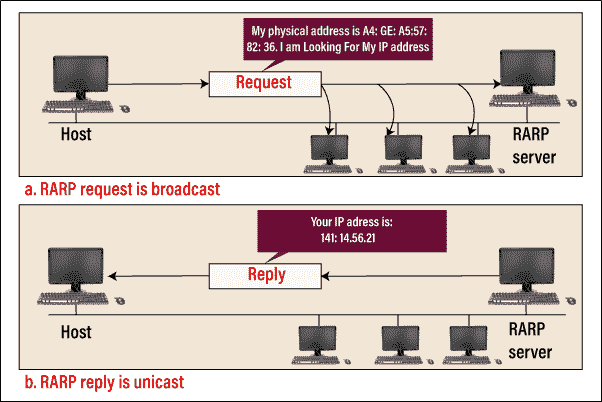 My physical address is A4: GE: A5:57:
82: 36. I am Looking For My IP address
Request
Host
RARP
server
a. RARP request is broadcast
Your IP adress is:
141: 14.56.21
Reply
Host
RARP
server
b. RARP reply is unicast